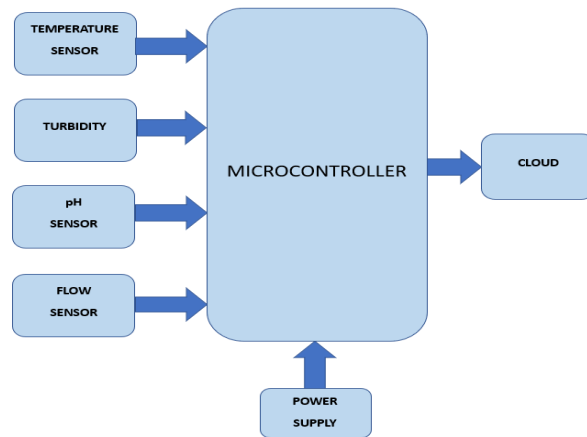 TEMPERATURE
SENSOR
TURBIDITY
pH
SENSOR
FLOW
SENSOR
MICROCONTROLLER
CLOUD
POWER
SUPPLY